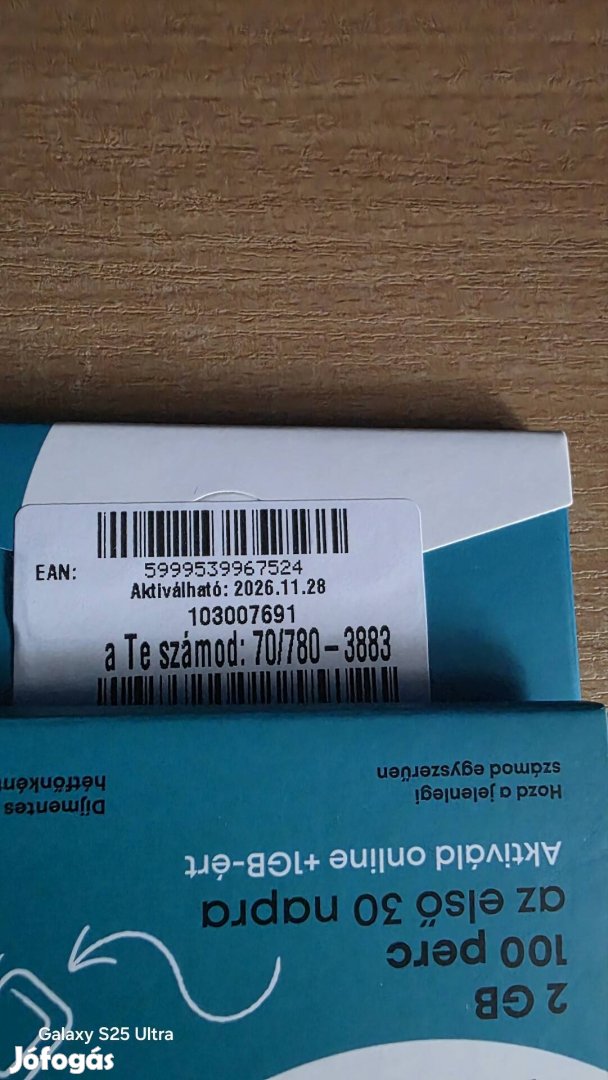 EAN:
5999539967524
Aktiválható: 2026.11.28
103007691
a Te számod: 70/780-3883
2 GB
100 perc
az első 30 napra
Aktiváld online +1GB-ért
Hozd a jelenlegi
számod egyszerűen
Díjmentes
Galaxy S25 Ultra
Jófogás